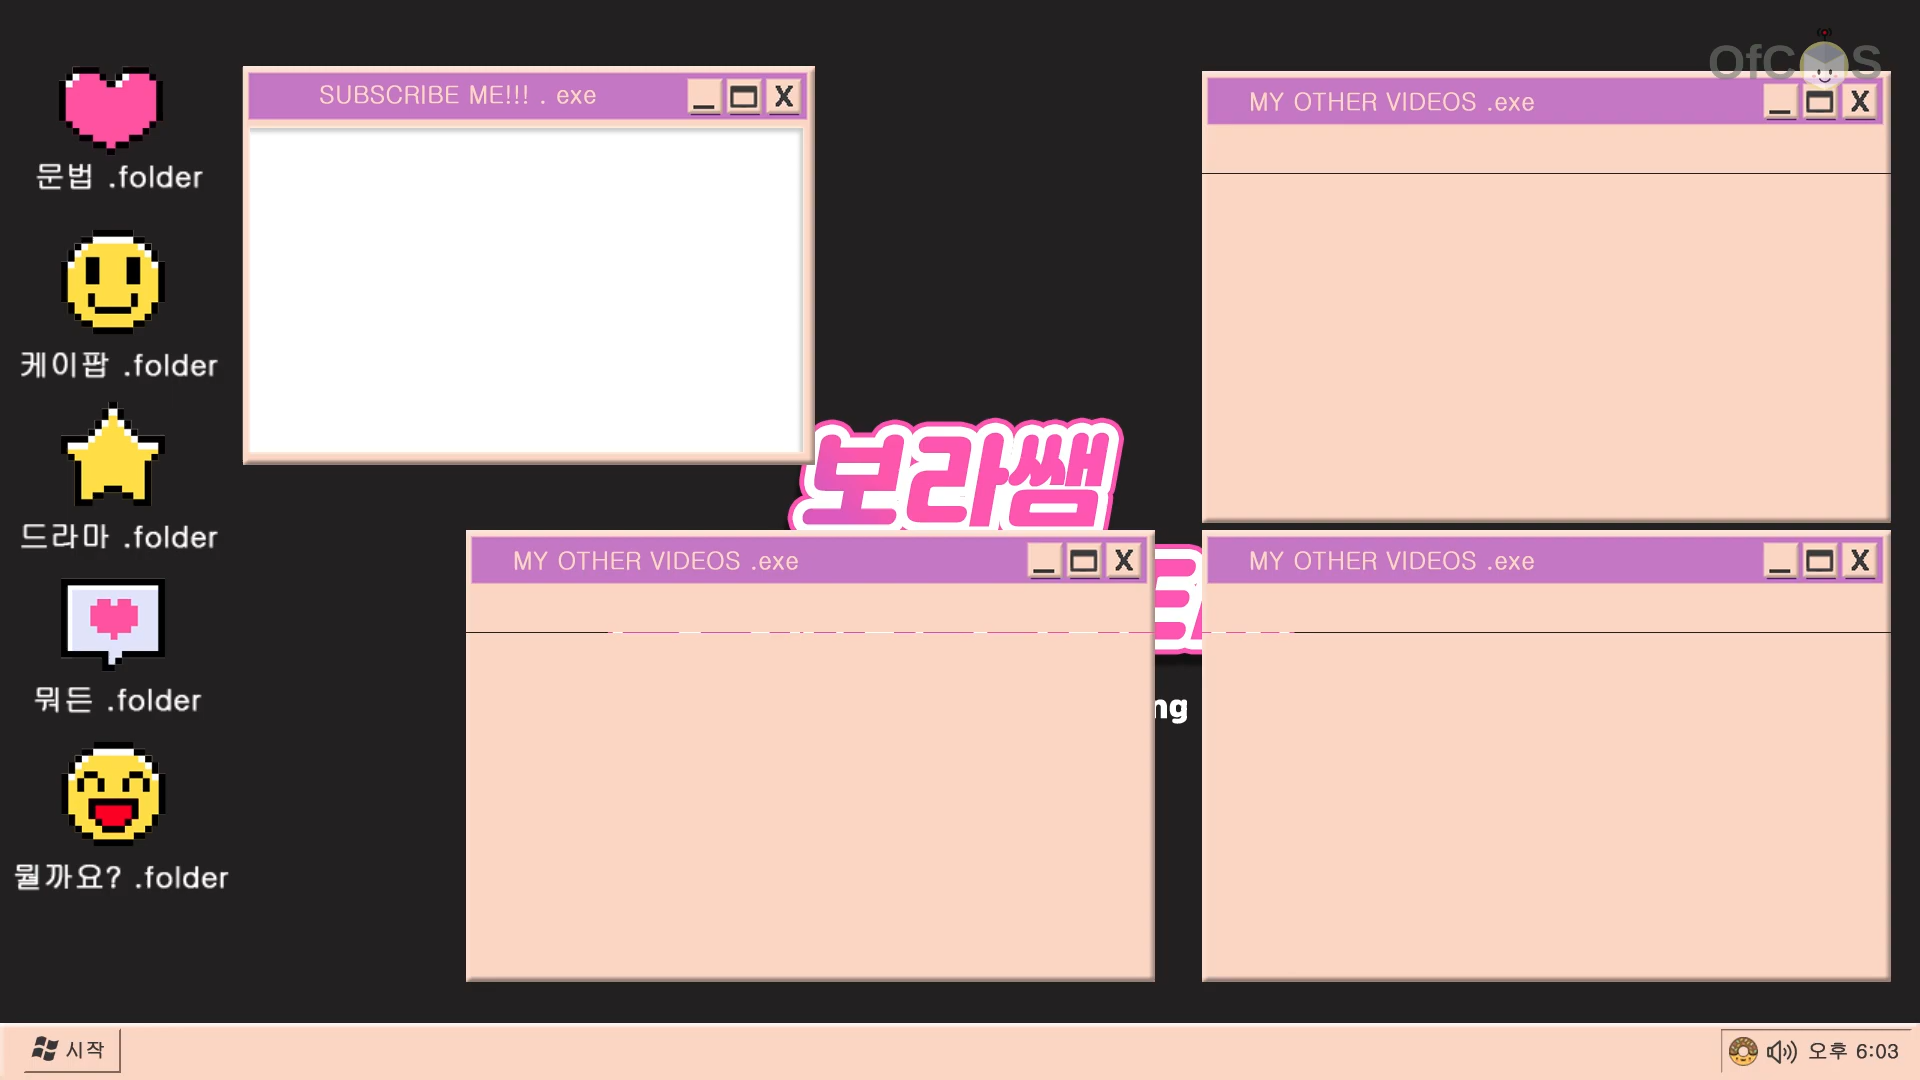 OfC S
SUBSCRIBE ME!!! . exe
MY OTHER VIDEOS .exe
문법 .folder
케이팝 .folder
드라마 .folder
뭐든 .folder
뭘까요? .folder
보라쌤
MY OTHER VIDEOS .exe
MY OTHER VIDEOS .exe
ng
시작
오후 6:03